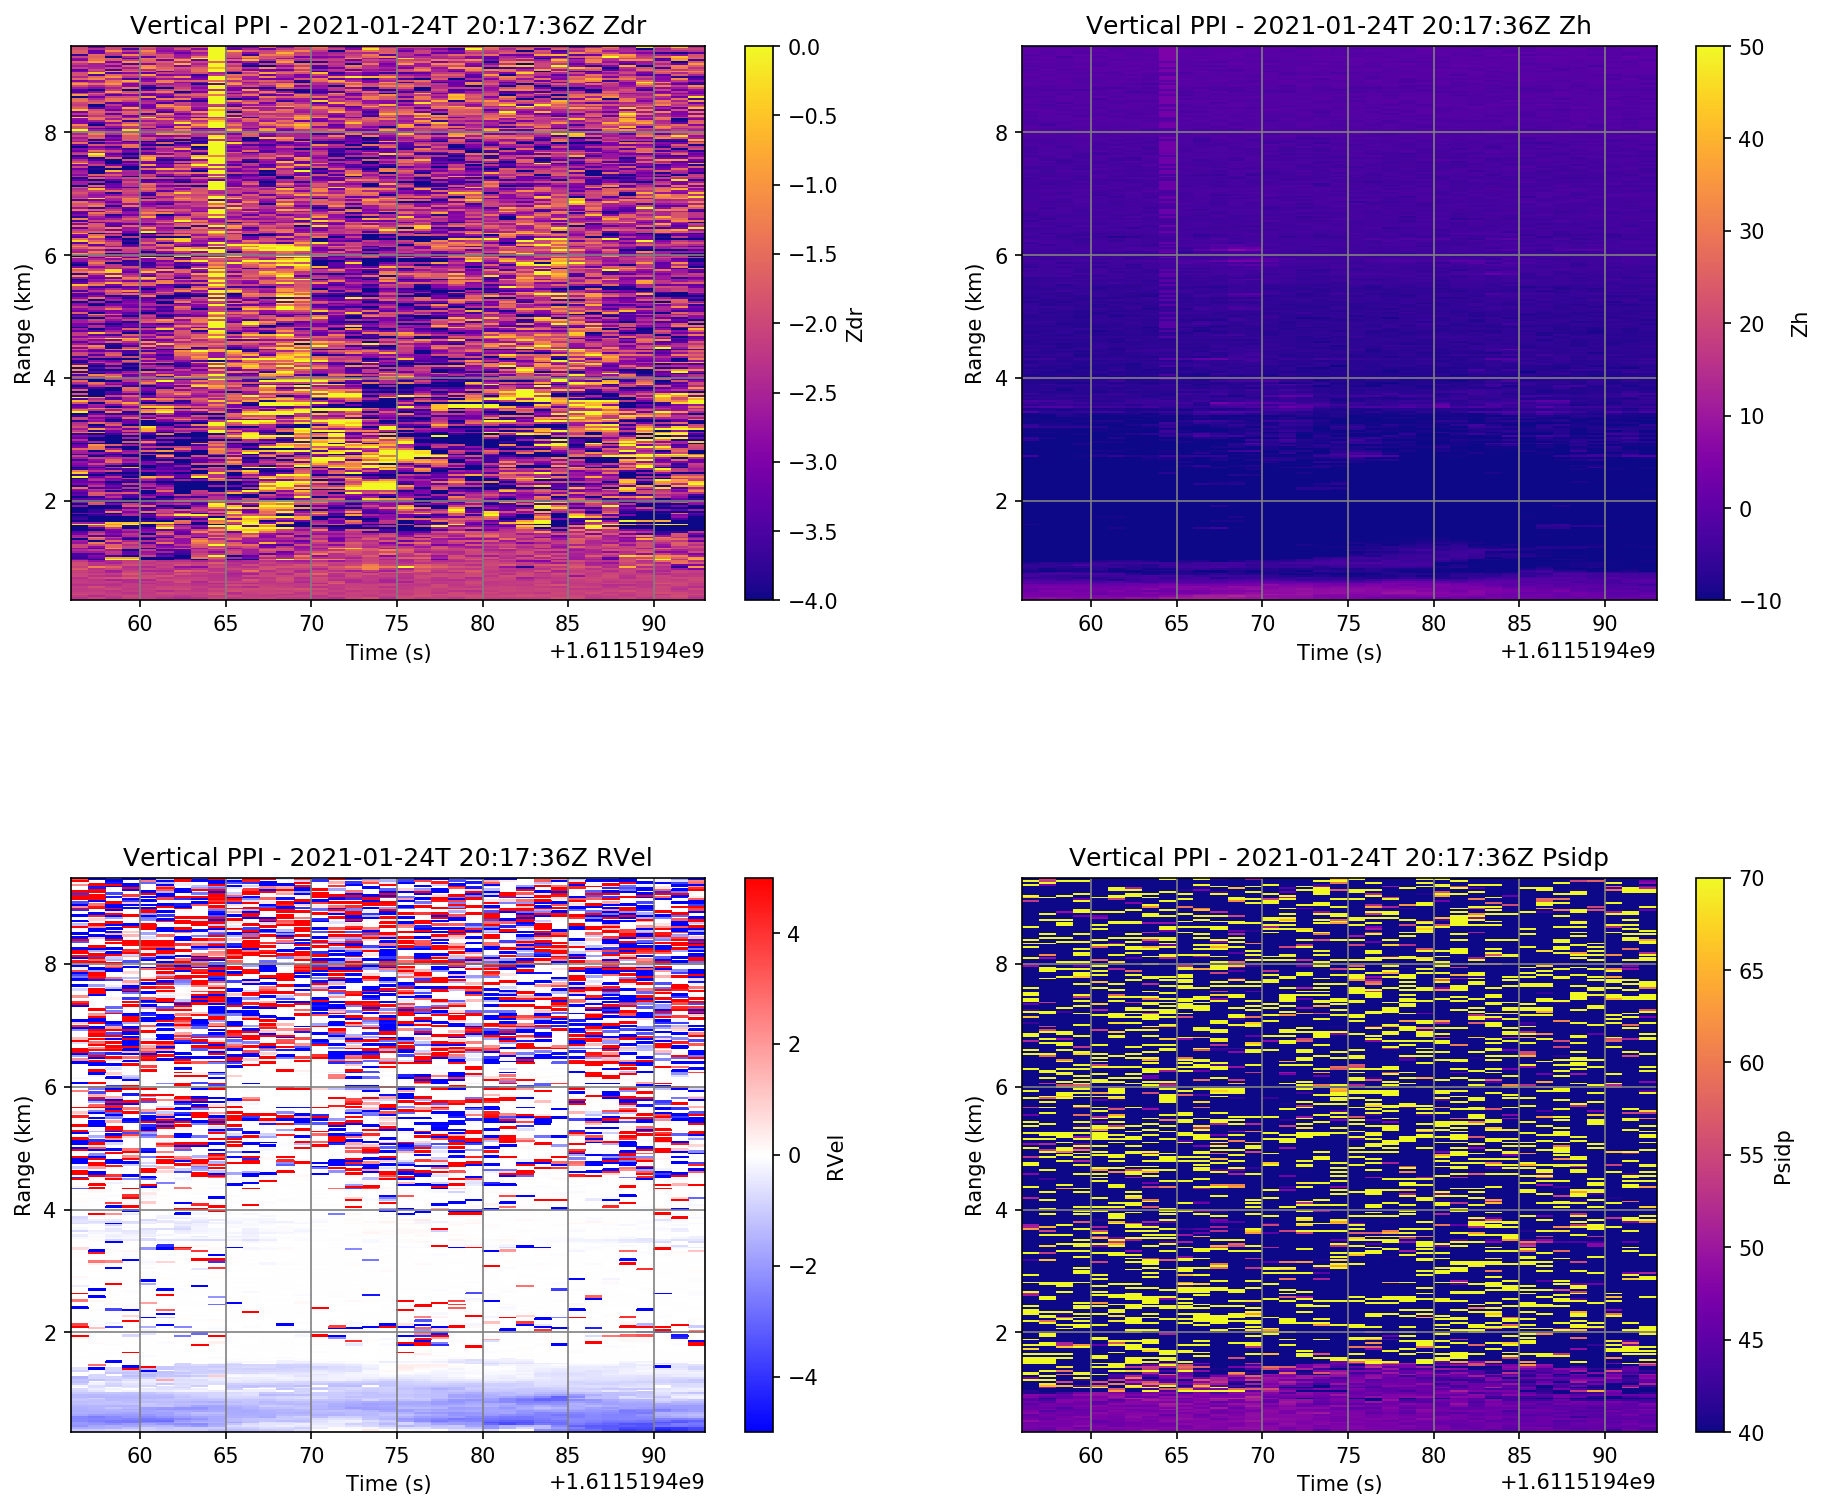 Vertical PPI - 2021-01-24T 20:17:36Z Zdr
Range (km)
8
6
4
2
60 65 70 75 80 85 90
Time (s)
+1.6115194e9
0.0
−0.5
−1.0
−1.5
−2.0
−2.5
−3.0
−3.5
−4.0
Zdr
Vertical PPI - 2021-01-24T 20:17:36Z Zh
Range (km)
8
6
4
2
60 65 70 75 80 85 90
Time (s)
+1.6115194e9
50
40
30
20
10
0
−10
Zh
Vertical PPI - 2021-01-24T 20:17:36Z RVel
Range (km)
8
6
4
2
60 65 70 75 80 85 90
Time (s)
+1.6115194e9
4
2
0
−2
−4
RVel
Vertical PPI - 2021-01-24T 20:17:36Z Psidp
Range (km)
8
6
4
2
60 65 70 75 80 85 90
Time (s)
+1.6115194e9
70
65
60
55
50
45
40
Psidp